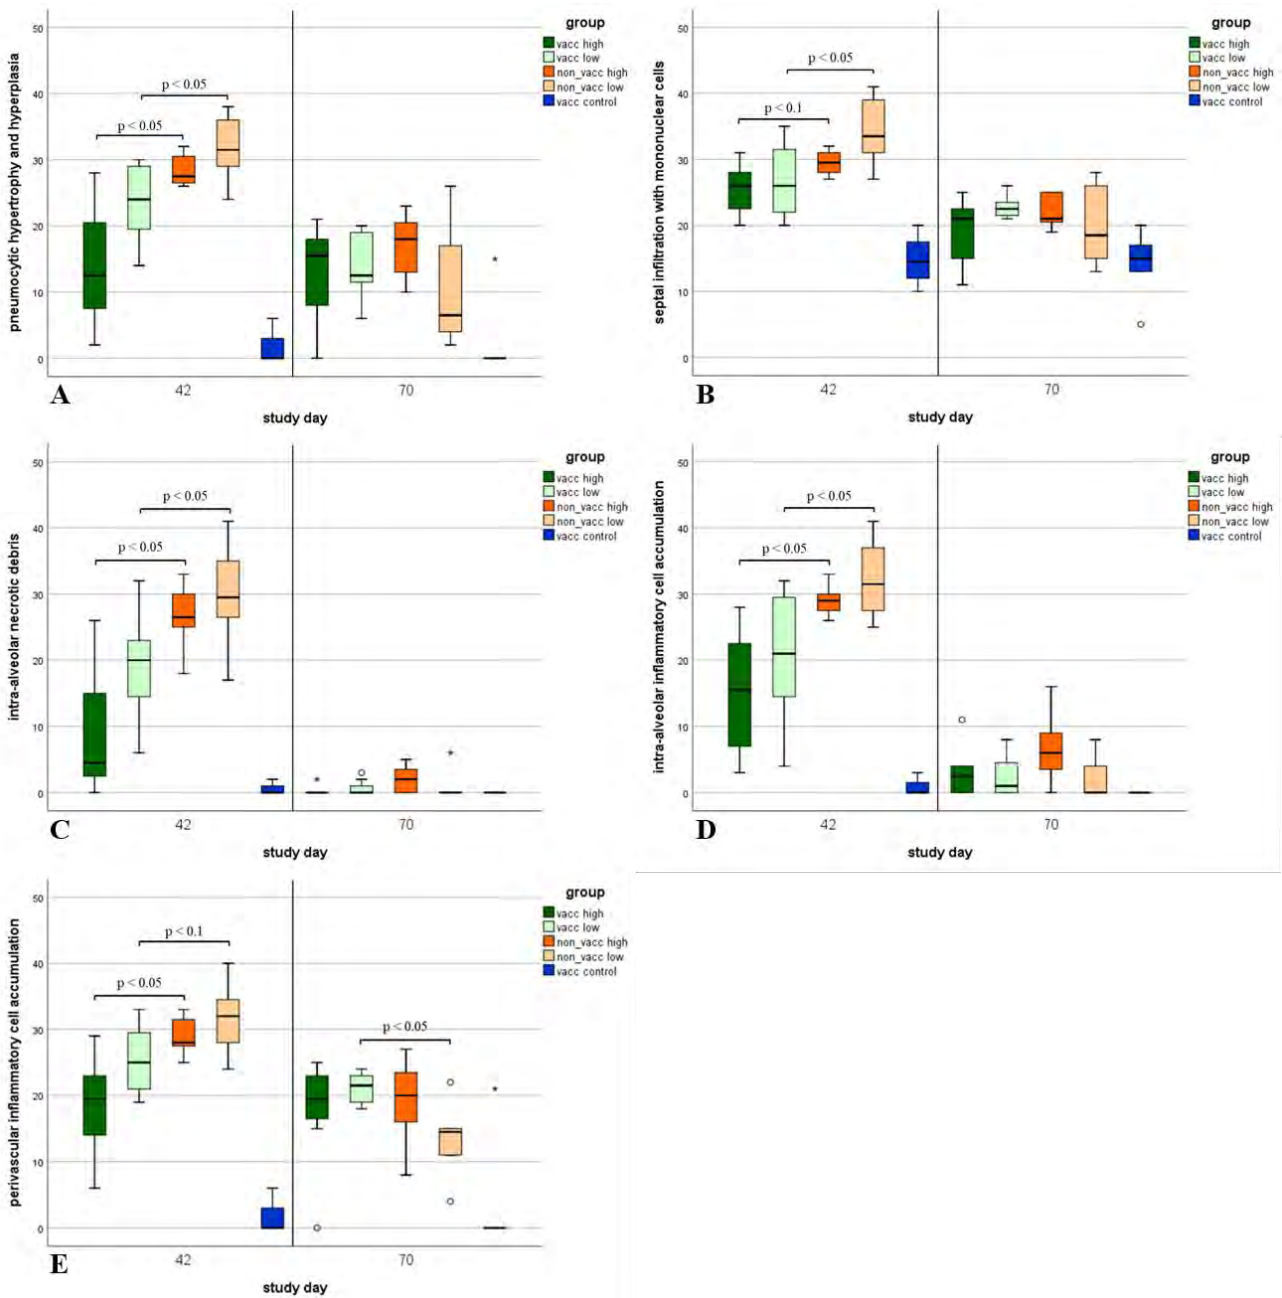 pneumocytic hypertrophy and hyperplasia
50
40
30
20
10
0
p < 0.05
p < 0.05
group
vacc high
vacc low
non_vacc high
non_vacc low
vacc control
*
42
70
A
study day
septal infiltration with mononuclear cells
50
40
30
20
10
0
p < 0.05
p < 0.1
group
vacc high
vacc low
non_vacc high
non_vacc low
vacc control
42
70
B
study day
intra-alveolar necrotic debris
50
40
30
20
10
0
p < 0.05
p < 0.05
group
vacc high
vacc low
non_vacc high
non_vacc low
vacc control
*
*
42
70
C
study day
intra-alveolar inflammatory cell accumulation
50
40
30
20
10
0
p < 0.05
p < 0.05
group
vacc high
vacc low
non_vacc high
non_vacc low
vacc control
42
70
D
study day
perivascular inflammatory cell accumulation
50
40
30
20
10
0
p < 0.1
p < 0.05
p < 0.05
group
vacc high
vacc low
non_vacc high
non_vacc low
vacc control
*
42
70
E
study day